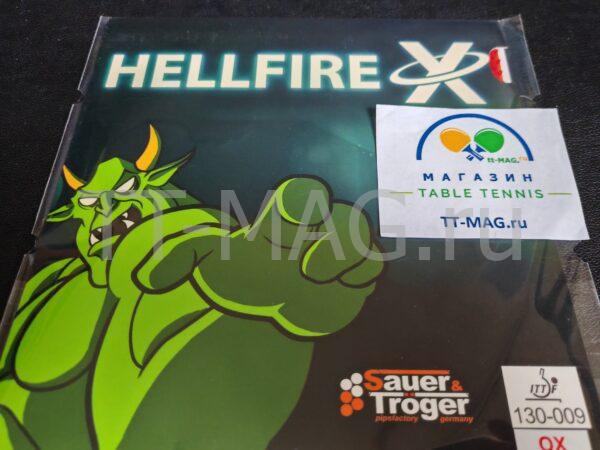 HELLFIRE X
tt-MAG.ru
МАГАЗИН
TABLE TENNIS
TT-MAG.ru
TT-MAG.ru
Sauer &
Tröger
pipsfactory germany
ITTF
130-009
OX